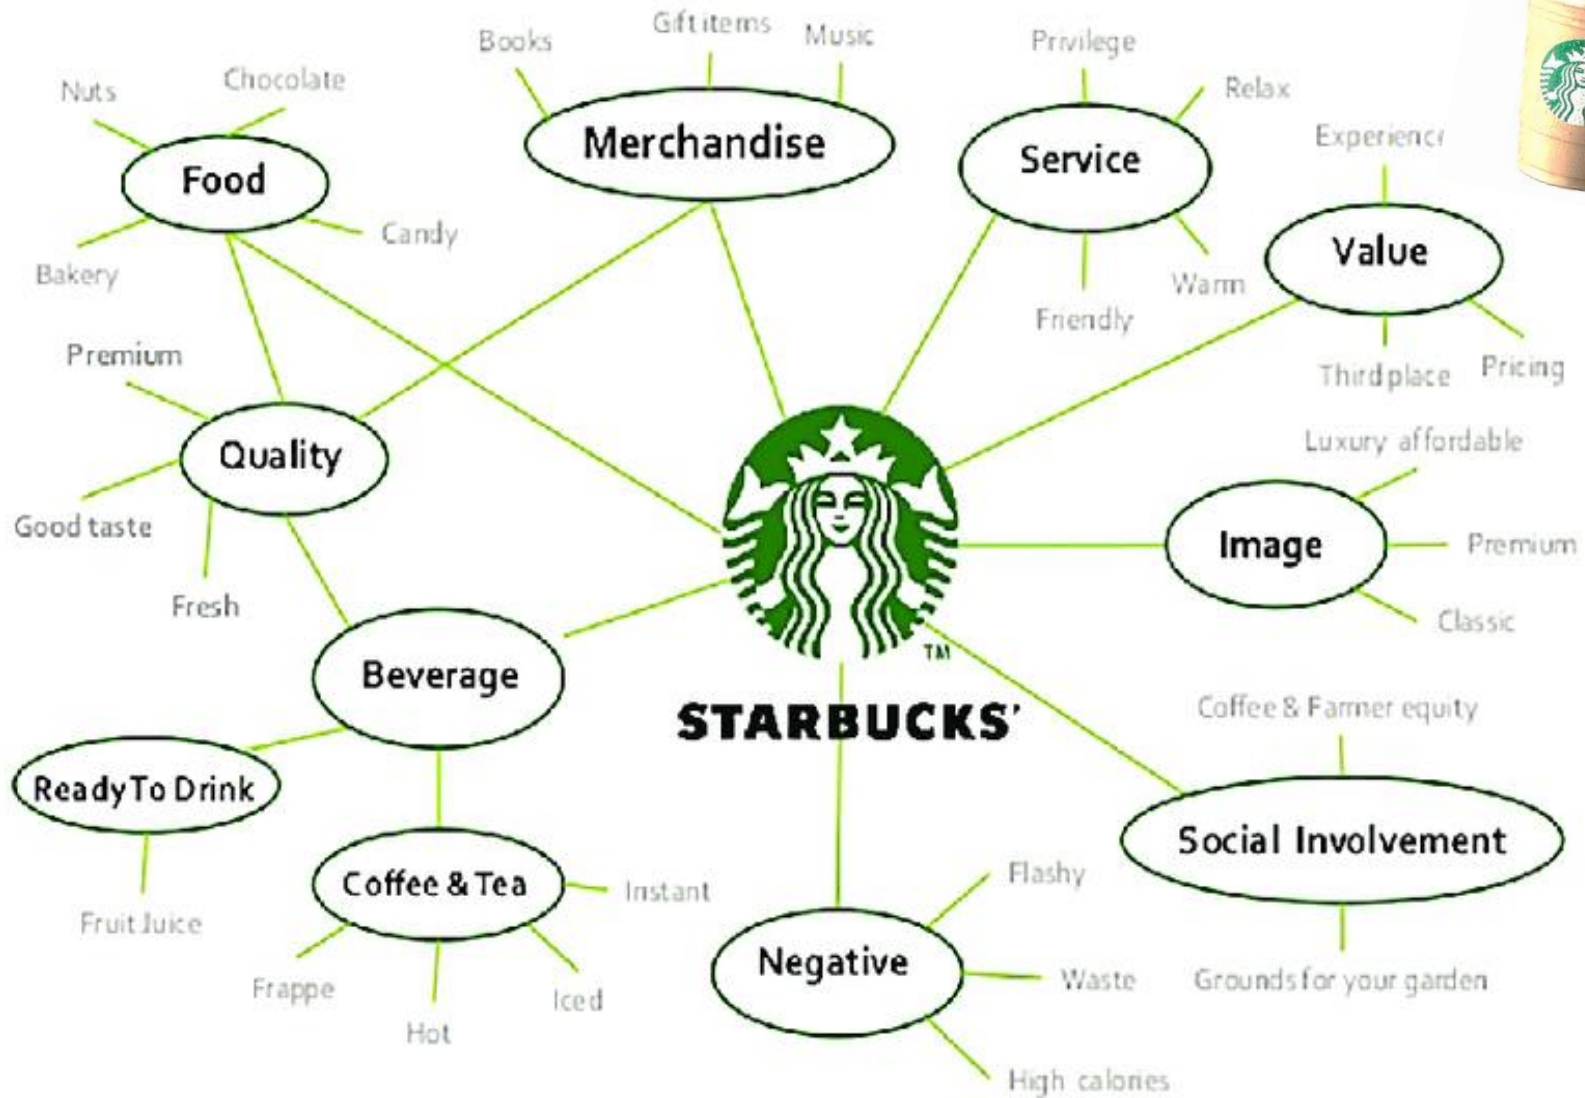 Books
Gift items
Music
Privilege
Nuts
Chocolate
Relax
Merchandise
Experience
Service
Food
Candy
Value
Bakery
Warm
Friendly
Premium
Third place
Pricing
Luxury affordable
Quality
Good taste
Image
Premium
Fresh
Classic
TM
Beverage
STARBUCKS'
Coffee & Farmer equity
Ready To Drink
Social Involvement
Coffee & Tea
Instant
Flashy
Fruit Juice
Negative
Frappe
Iced
Waste
Grounds for your garden
Hot
High calories